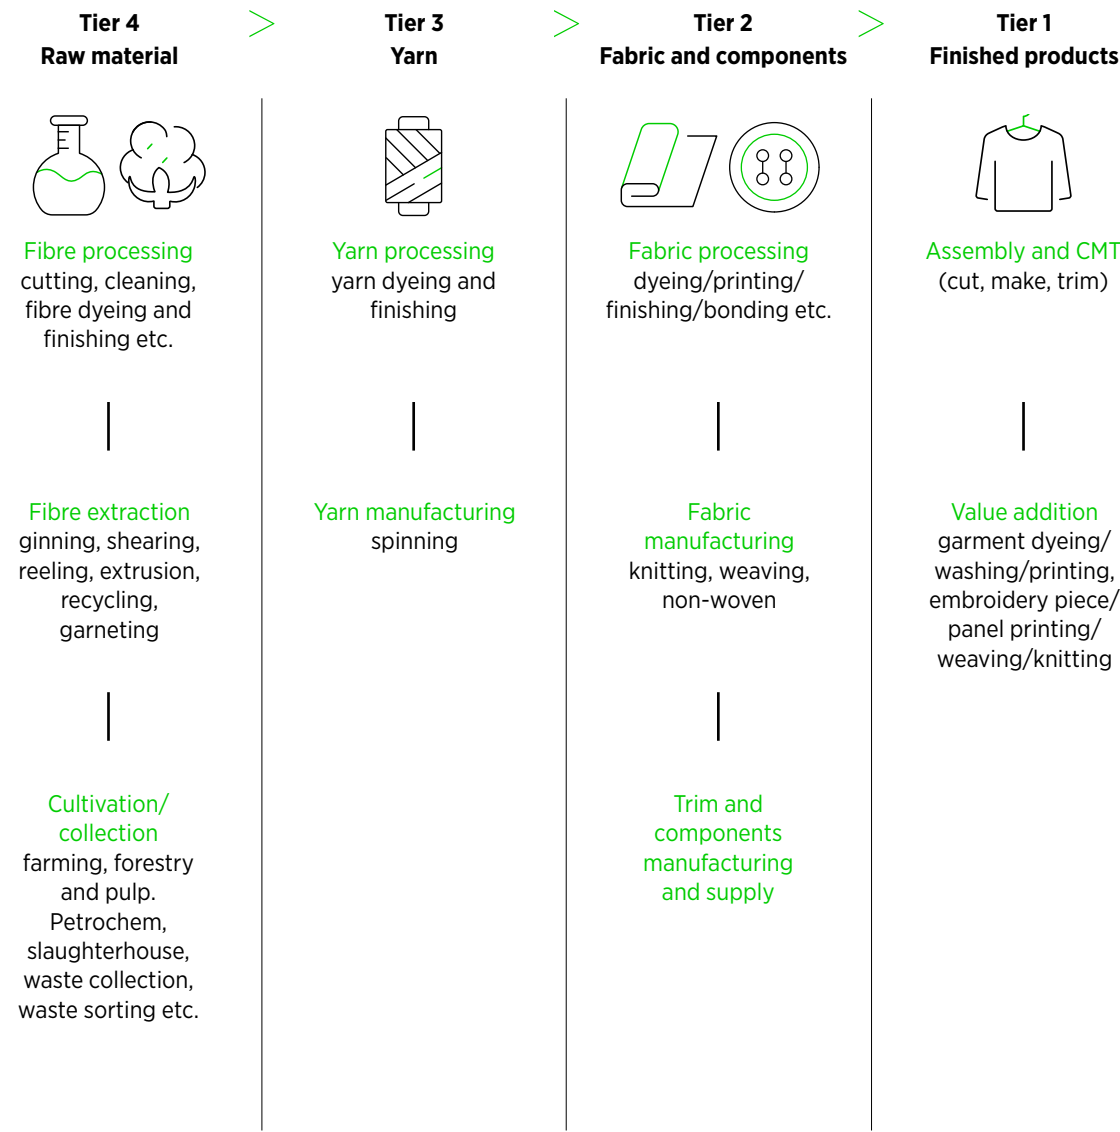 Tier 4
Raw material
Fibre processing
cutting, cleaning,
fibre dyeing and
finishing etc.
Fibre extraction
ginning, shearing,
reeling, extrusion,
recycling,
garneting
Cultivation/
collection
farming, forestry
and pulp.
Petrochem,
slaughterhouse,
waste collection,
waste sorting etc.
Tier 3
Yarn
Yarn processing
yarn dyeing and
finishing
Yarn manufacturing
spinning
Tier 2
Fabric and components
Fabric processing
dyeing/printing/
finishing/bonding etc.
Fabric
manufacturing
knitting, weaving,
non-woven
Trim and
components
manufacturing
and supply
Tier 1
Finished products
Assembly and CMT
(cut, make, trim)
Value addition
garment dyeing/
washing/printing,
embroidery piece/
panel printing/
weaving/knitting